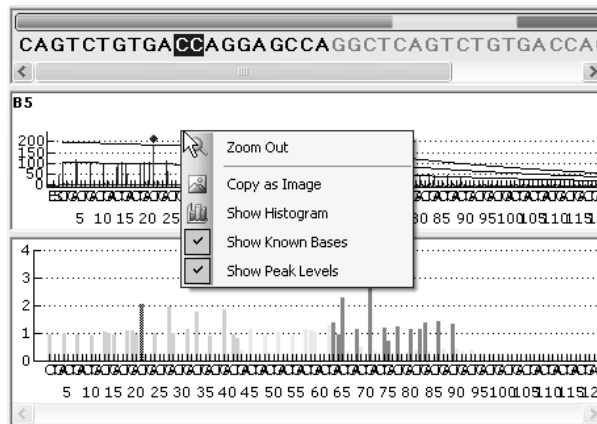 CAGTCTGTGACCAGGAGCCAGGCTCAGTCTGTGACCA
B5
200
150
100
50
0
5 10 15 20 25 85 90 95 100 105 110 115
Zoom Out
Copy as Image
Show Histogram
Show Known Bases
Show Peak Levels
4
3
2
1
0
5 10 15 20 25 30 35 40 45 50 55 60 65 70 75 80 85 90 95 100 105 110 115